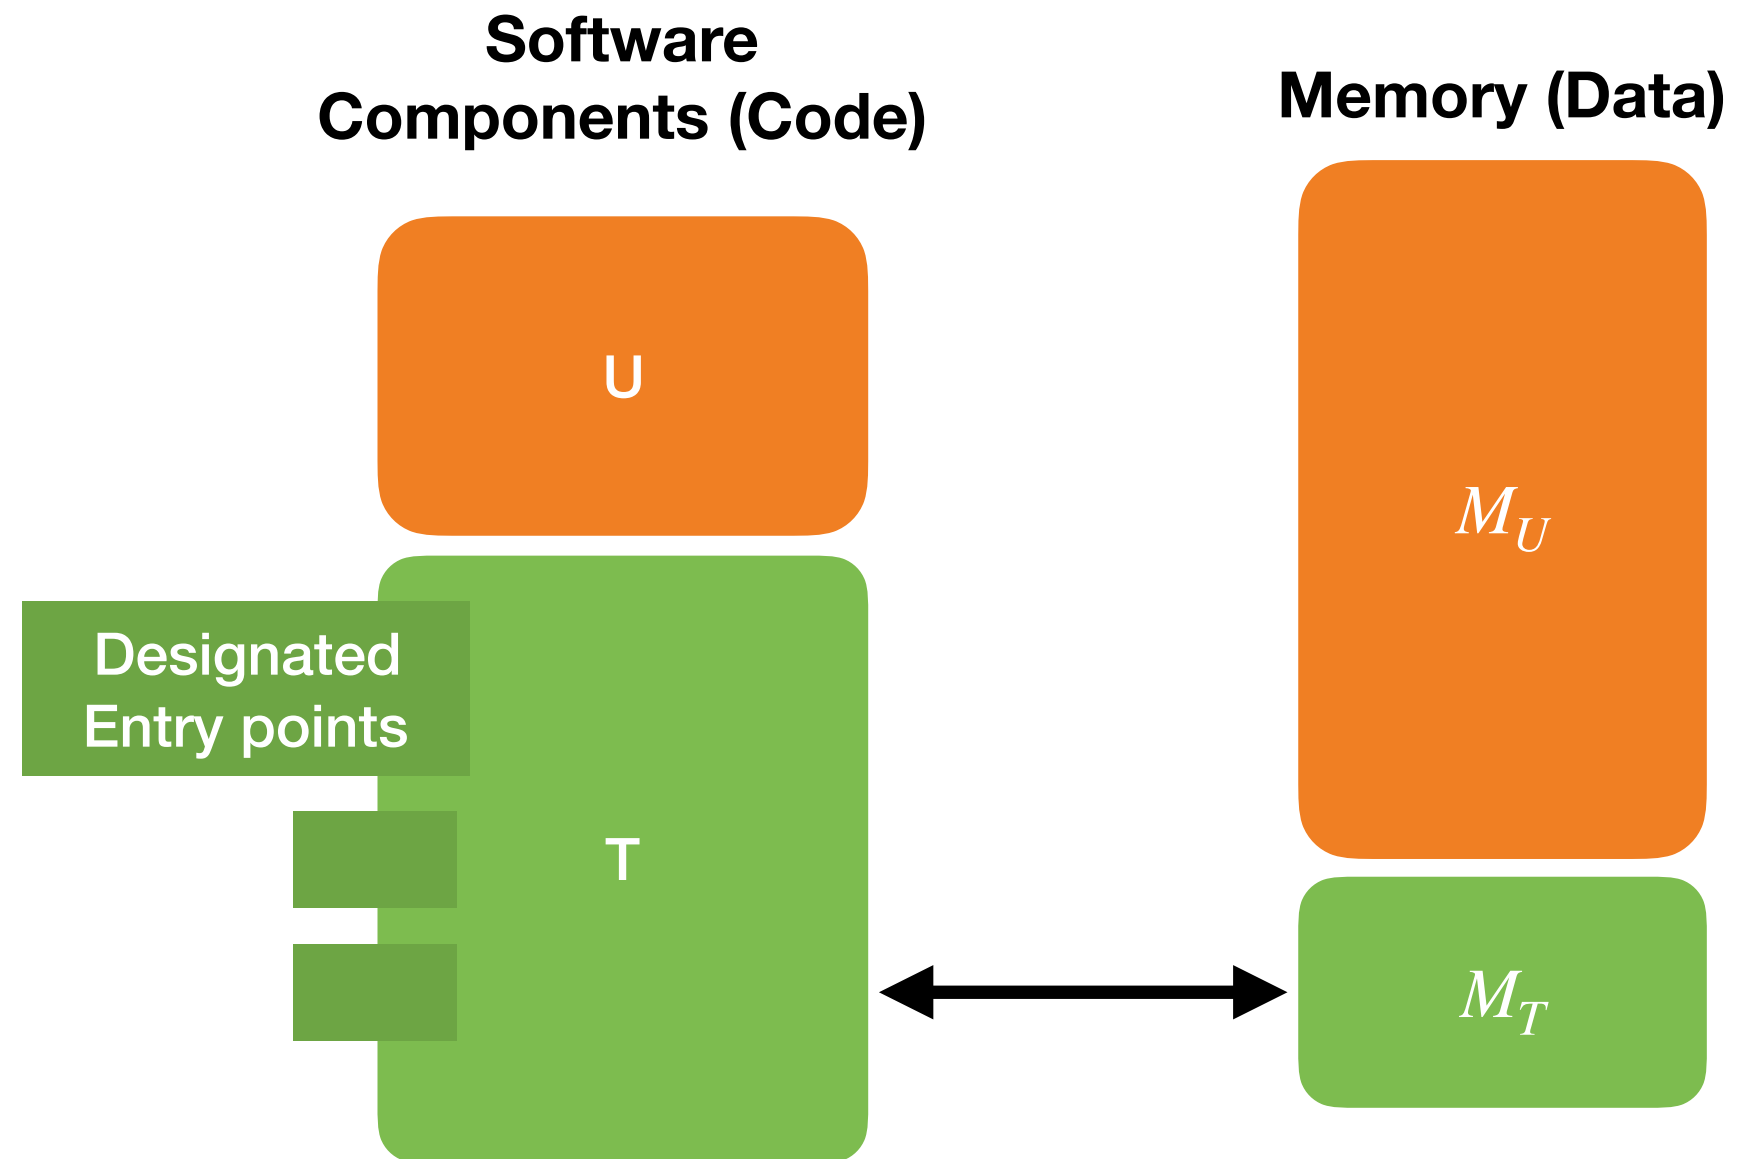 Software
Components (Code)
Memory (Data)
U
Designated
Entry points
T
M_U
M_T